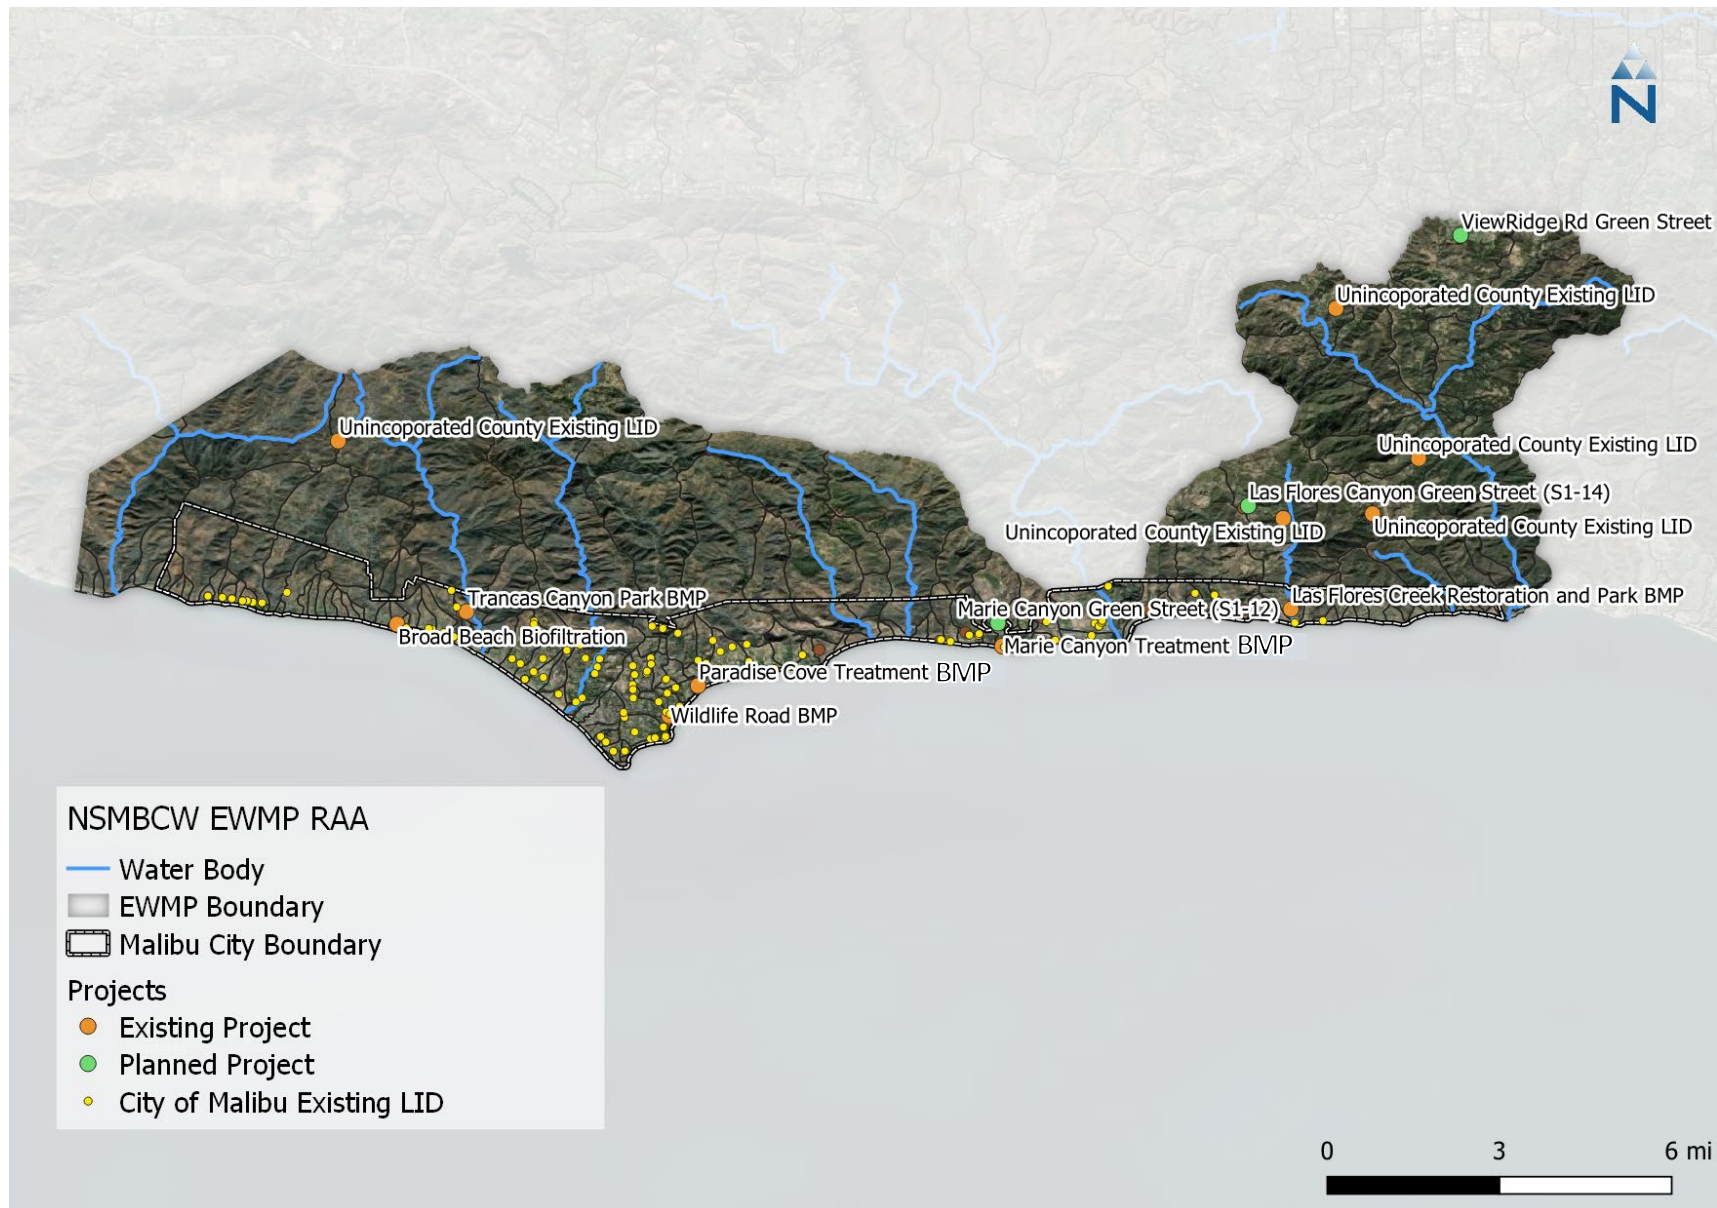 N
ViewRidge Rd Green Street
Unincoporated County Existing LID
Unincoporated County Existing LID
Unincoporated County Existing LID
Las Flores Canyon Green Street (S1-14)
Unincoporated County Existing LID
Unincoporated County Existing LID
Trancas Canyon Park BMP
Las Flores Creek Restoration and Park BMP
Marie Canyon Green Street (S1-12)
Broad Beach Biofiltration
Marie Canyon Treatment BMP
Paradise Cove Treatment BMP
Wildlife Road BMP
NSMBCW EWMP RAA
Water Body
EWMP Boundary
Malibu City Boundary
Projects
Existing Project
Planned Project
City of Malibu Existing LID
0 3 6 mi